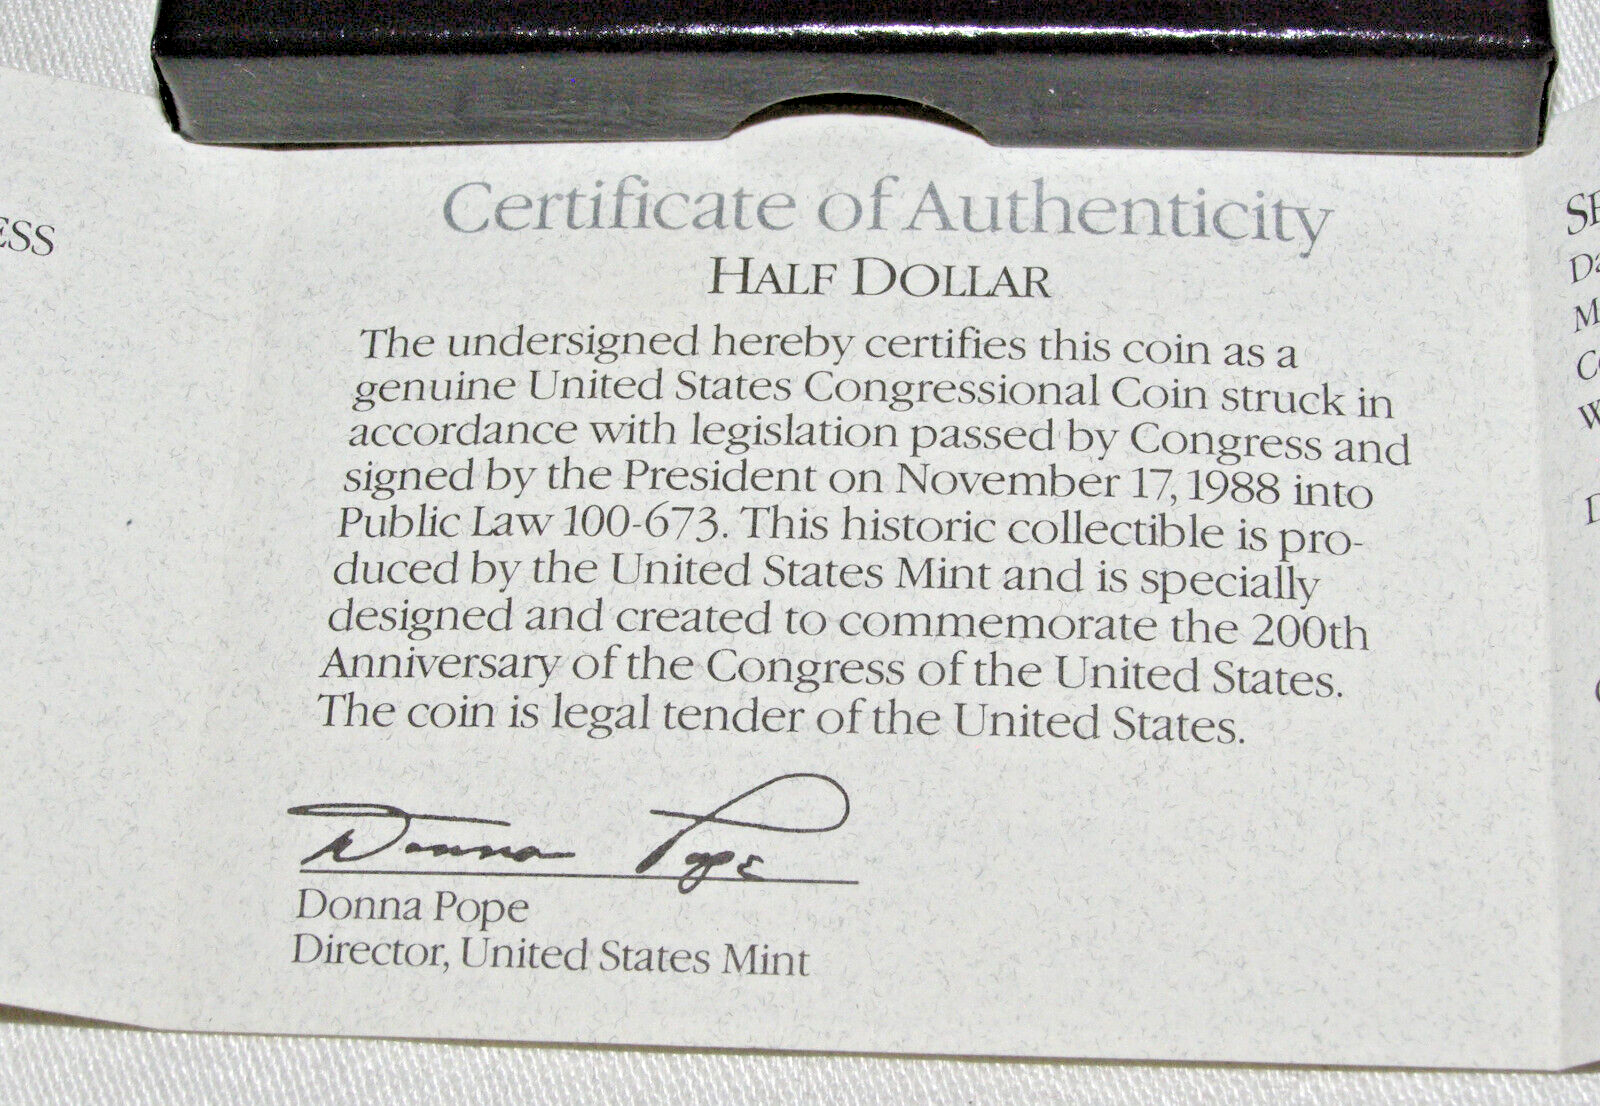 Certificate of Authenticity
HALF DOLLAR
The undersigned hereby certifies this coin as a
genuine United States Congressional Coin struck in
accordance with legislation passed by Congress and
signed by the President on November 17, 1988 into
Public Law 100-673. This historic collectible is pro-
duced by the United States Mint and is specially
designed and created to commemorate the 200th
Anniversary of the Congress of the United States.
The coin is legal tender of the United States.
Donna Pope
Donna Pope
Director, United States Mint